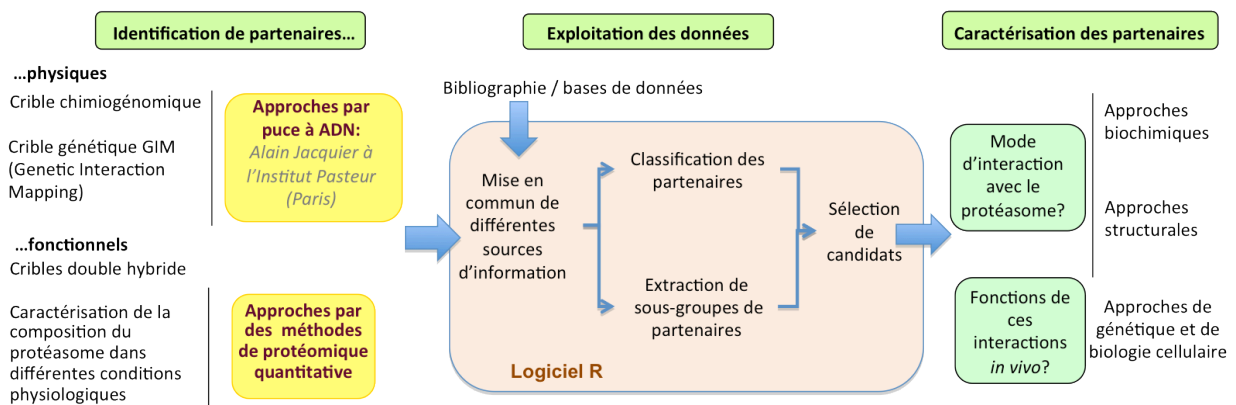 Identification de partenaires…
…physiques
Crible chimiogénomique
Crible génétique GIM
(Genetic Interaction
Mapping)
Approches par
puce à ADN:
Alain Jacquier à
l’Institut Pasteur
(Paris)
…fonctionnels
Cribles double hybride
Caractérisation de la
composition du
protéasome dans
différentes conditions
physiologiques
Approches par
des méthodes
de protéomique
quantitative
Exploitation des données
Bibliographie / bases de données
Mise en
commun de
différentes
sources
d’information
Classification des
partenaires
Extraction de
sous-groupes de
partenaires
Sélection
de
candidats
Logiciel R
Caractérisation des partenaires
Mode
d’interaction
avec le
protéasome?
Approches
biochimiques
Approches
structurales
Fonctions de
ces
interactions
in vivo?
Approches de
génétique et de
biologie cellulaire